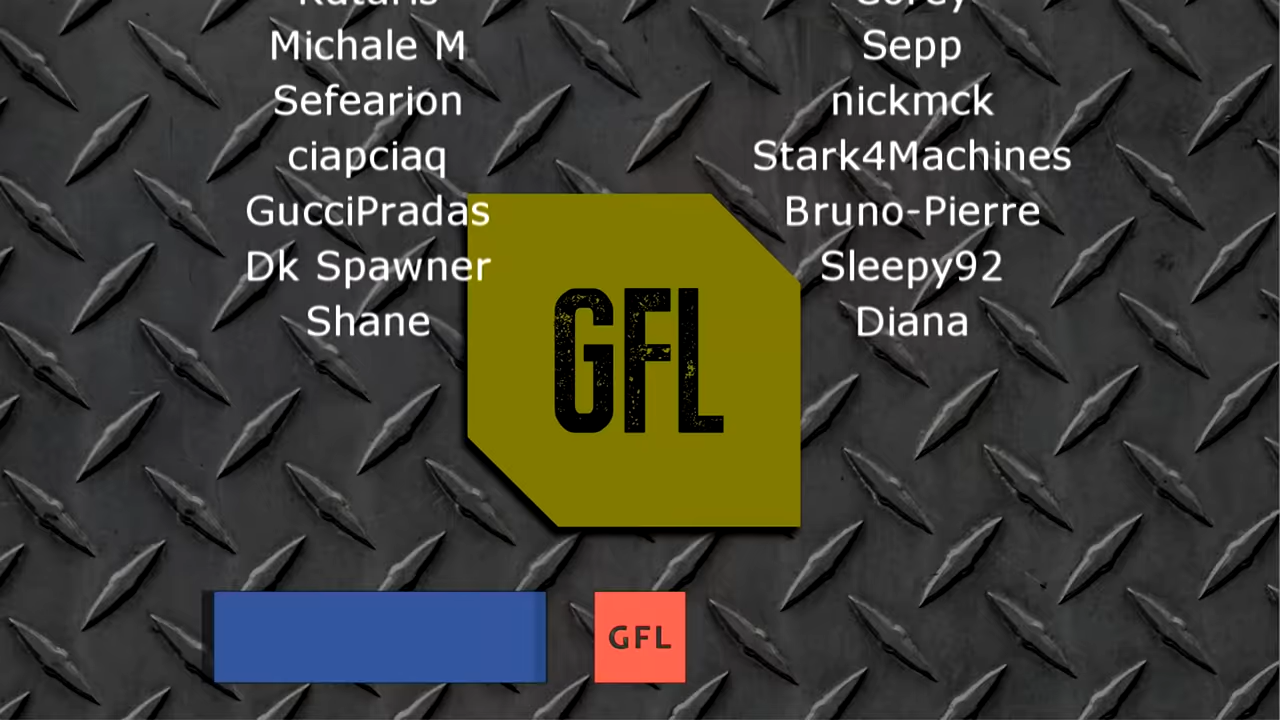 Michale M
Sepp
Sefearion
nickmck
ciapciaq
Stark4Machines
GucciPradas
Bruno-Pierre
Dk Spawner
Sleepy92
Shane
Diana
GFL
GFL